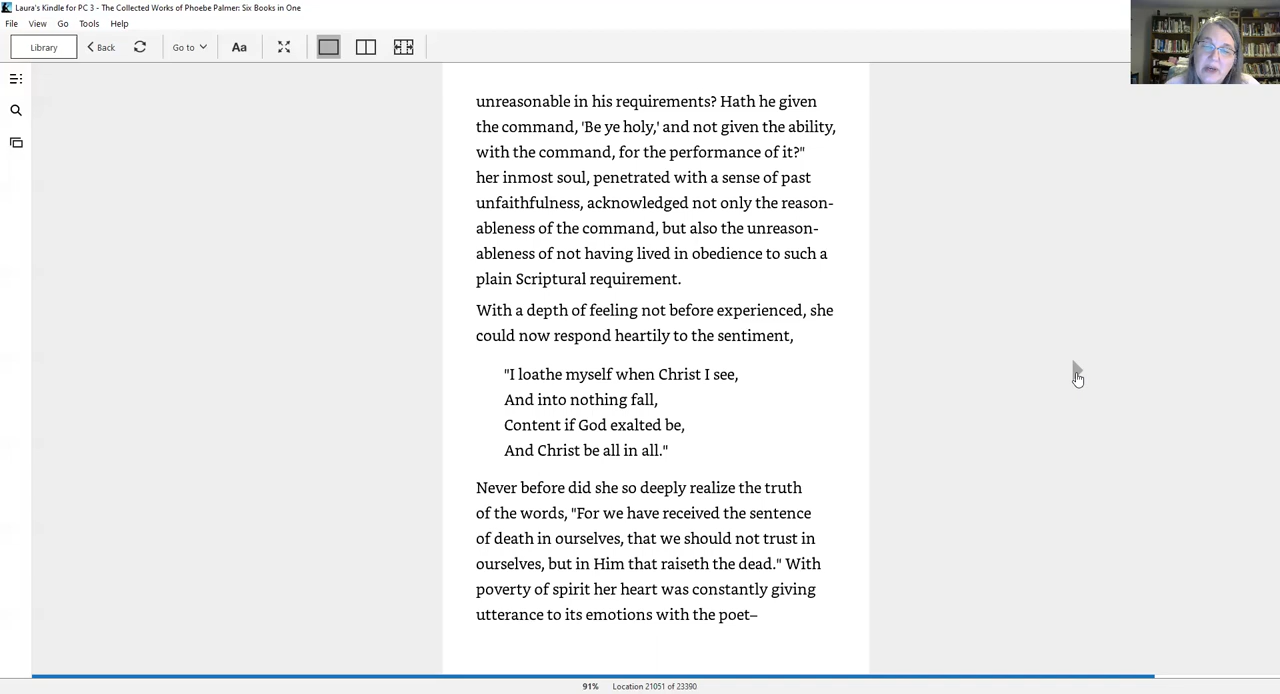 Laura's Kindle for PC 3 - The Collected Works of Phoebe Palmer: Six Books in One
File View Go Tools Help
Library Back Go to Aa
unreasonable in his requirements? Hath he given
the command, 'Be ye holy,' and not given the ability,
with the command, for the performance of it?"
her inmost soul, penetrated with a sense of past
unfaithfulness, acknowledged not only the reason-
ableness of the command, but also the unreason-
ableness of not having lived in obedience to such a
plain Scriptural requirement.
With a depth of feeling not before experienced, she
could now respond heartily to the sentiment,
"I loathe myself when Christ I see,
And into nothing fall,
Content if God exalted be,
And Christ be all in all."
Never before did she so deeply realize the truth
of the words, "For we have received the sentence
of death in ourselves, that we should not trust in
ourselves, but in Him that raiseth the dead." With
poverty of spirit her heart was constantly giving
utterance to its emotions with the poet–
91% Location 21051 of 23390